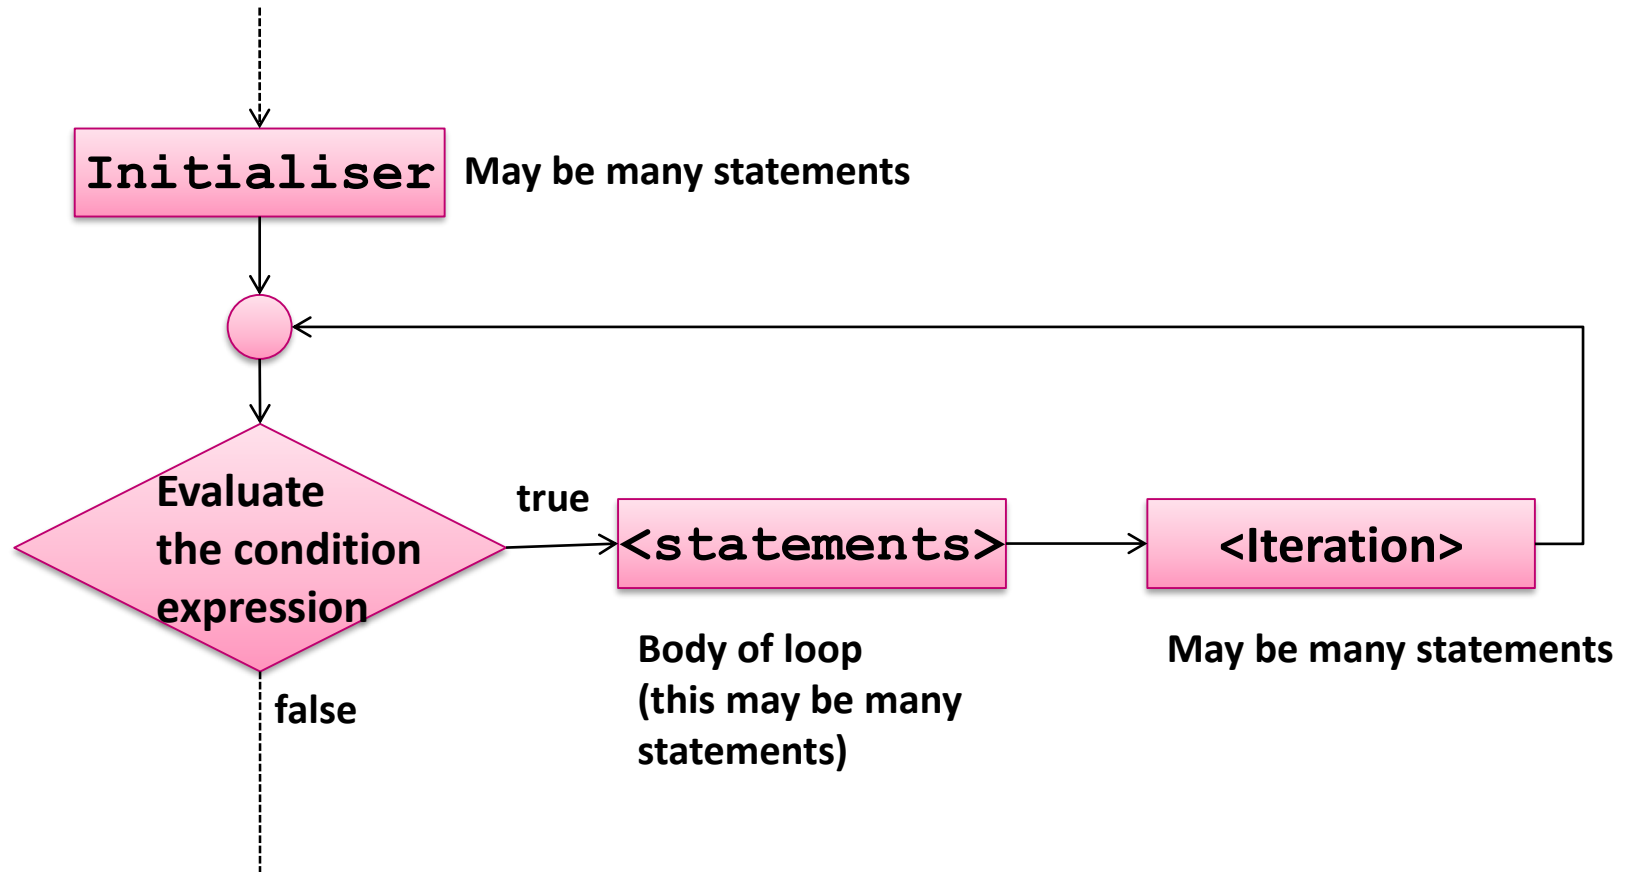 Initialiser
May be many statements
Evaluate
the condition
expression
true
<statements>
<Iteration>
Body of loop
(this may be many
statements)
May be many statements
false